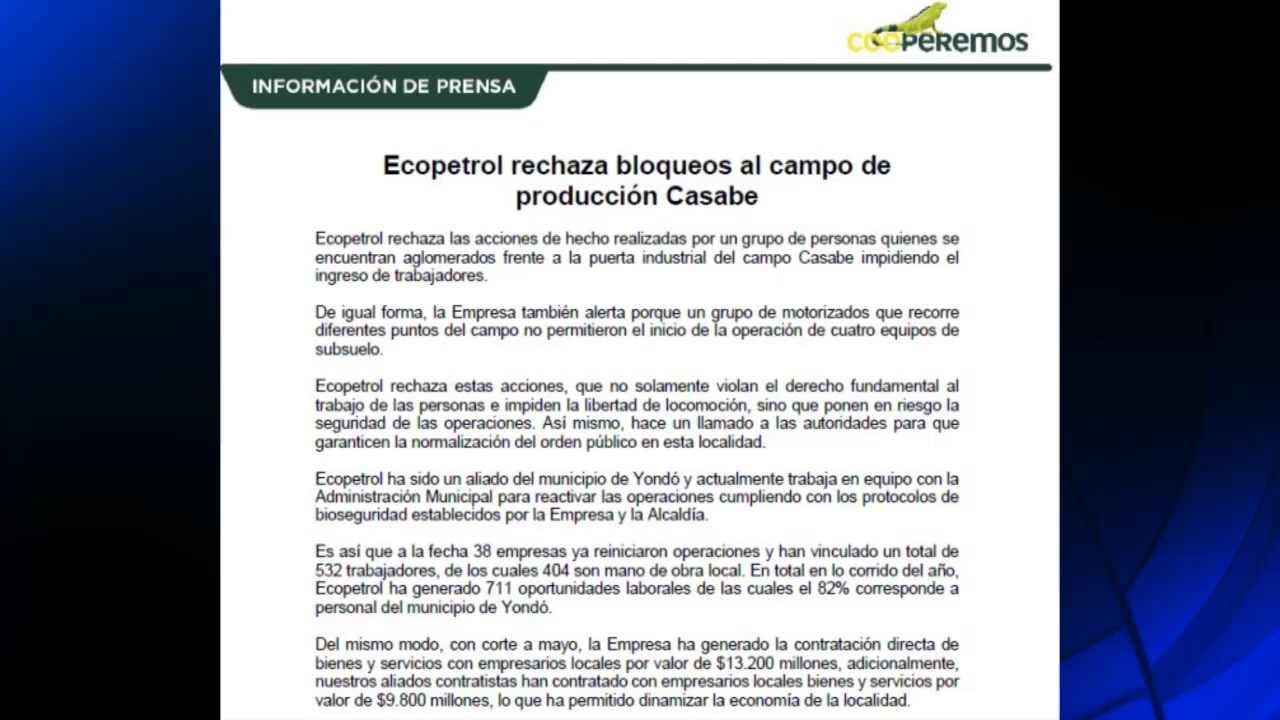 cooperemos
INFORMACIÓN DE PRENSA
Ecopetrol rechaza bloqueos al campo de
producción Casabe
Ecopetrol rechaza las acciones de hecho realizadas por un grupo de personas quienes se
encuentran aglomerados frente a la puerta industrial del campo Casabe impidiendo el
ingreso de trabajadores.
De igual forma, la Empresa también alerta porque un grupo de motorizados que recorre
diferentes puntos del campo no permitieron el inicio de la operación de cuatro equipos de
subsuelo.
Ecopetrol rechaza estas acciones, que no solamente violan el derecho fundamental al
trabajo de las personas e impiden la libertad de locomoción, sino que ponen en riesgo la
seguridad de las operaciones. Así mismo, hace un llamado a las autoridades para que
garanticen la normalización del orden público en esta localidad.
Ecopetrol ha sido un aliado del municipio de Yondó y actualmente trabaja en equipo con la
Administración Municipal para reactivar las operaciones cumpliendo con los protocolos de
bioseguridad establecidos por la Empresa y la Alcaldía.
Es así que a la fecha 38 empresas ya reiniciaron operaciones y han vinculado un total de
532 trabajadores, de los cuales 404 son mano de obra local. En total en lo corrido del año,
Ecopetrol ha generado 711 oportunidades laborales de las cuales el 82% corresponde a
personal del municipio de Yondó.
Del mismo modo, con corte a mayo, la Empresa ha generado la contratación directa de
bienes y servicios con empresarios locales por valor de $13.200 millones, adicionalmente,
nuestros aliados contratistas han contratado con empresarios locales bienes y servicios por
valor de $9.800 millones, lo que ha permitido dinamizar la economía de la localidad.